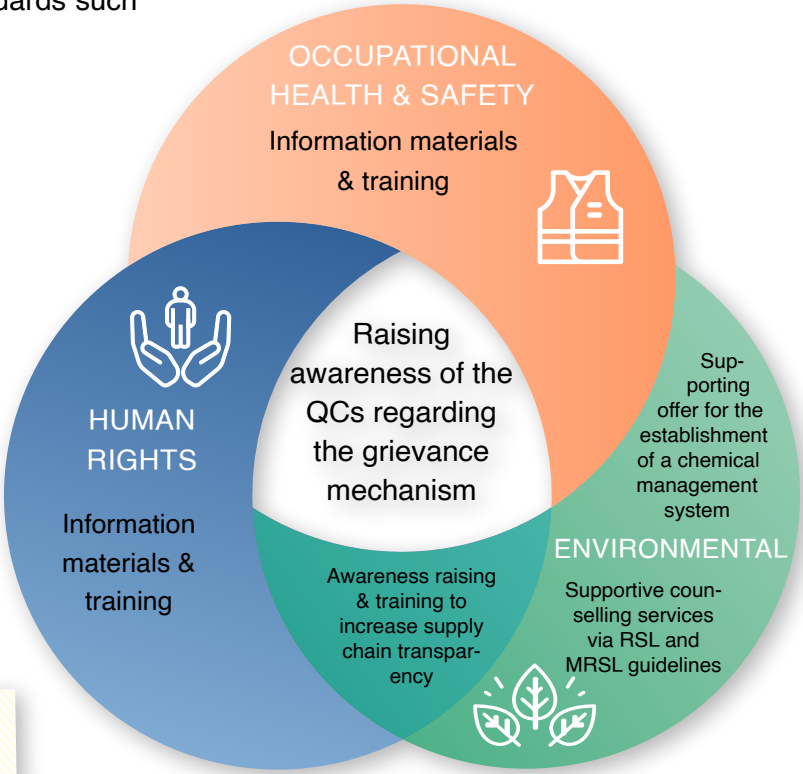 dards such
OCCUPATIONAL
HEALTH & SAFETY
Information materials
& training
HUMAN
RIGHTS
Information
materials &
training
Raising
awareness of the
QCs regarding
the grievance
mechanism
Sup-
porting
offer for the
establishment
of a chemical
management
system
ENVIRONMENTAL
Supportive coun-
selling services
via RSL and
MRSL guidelines
Awareness raising
& training to
increase supply
chain transpar-
ency